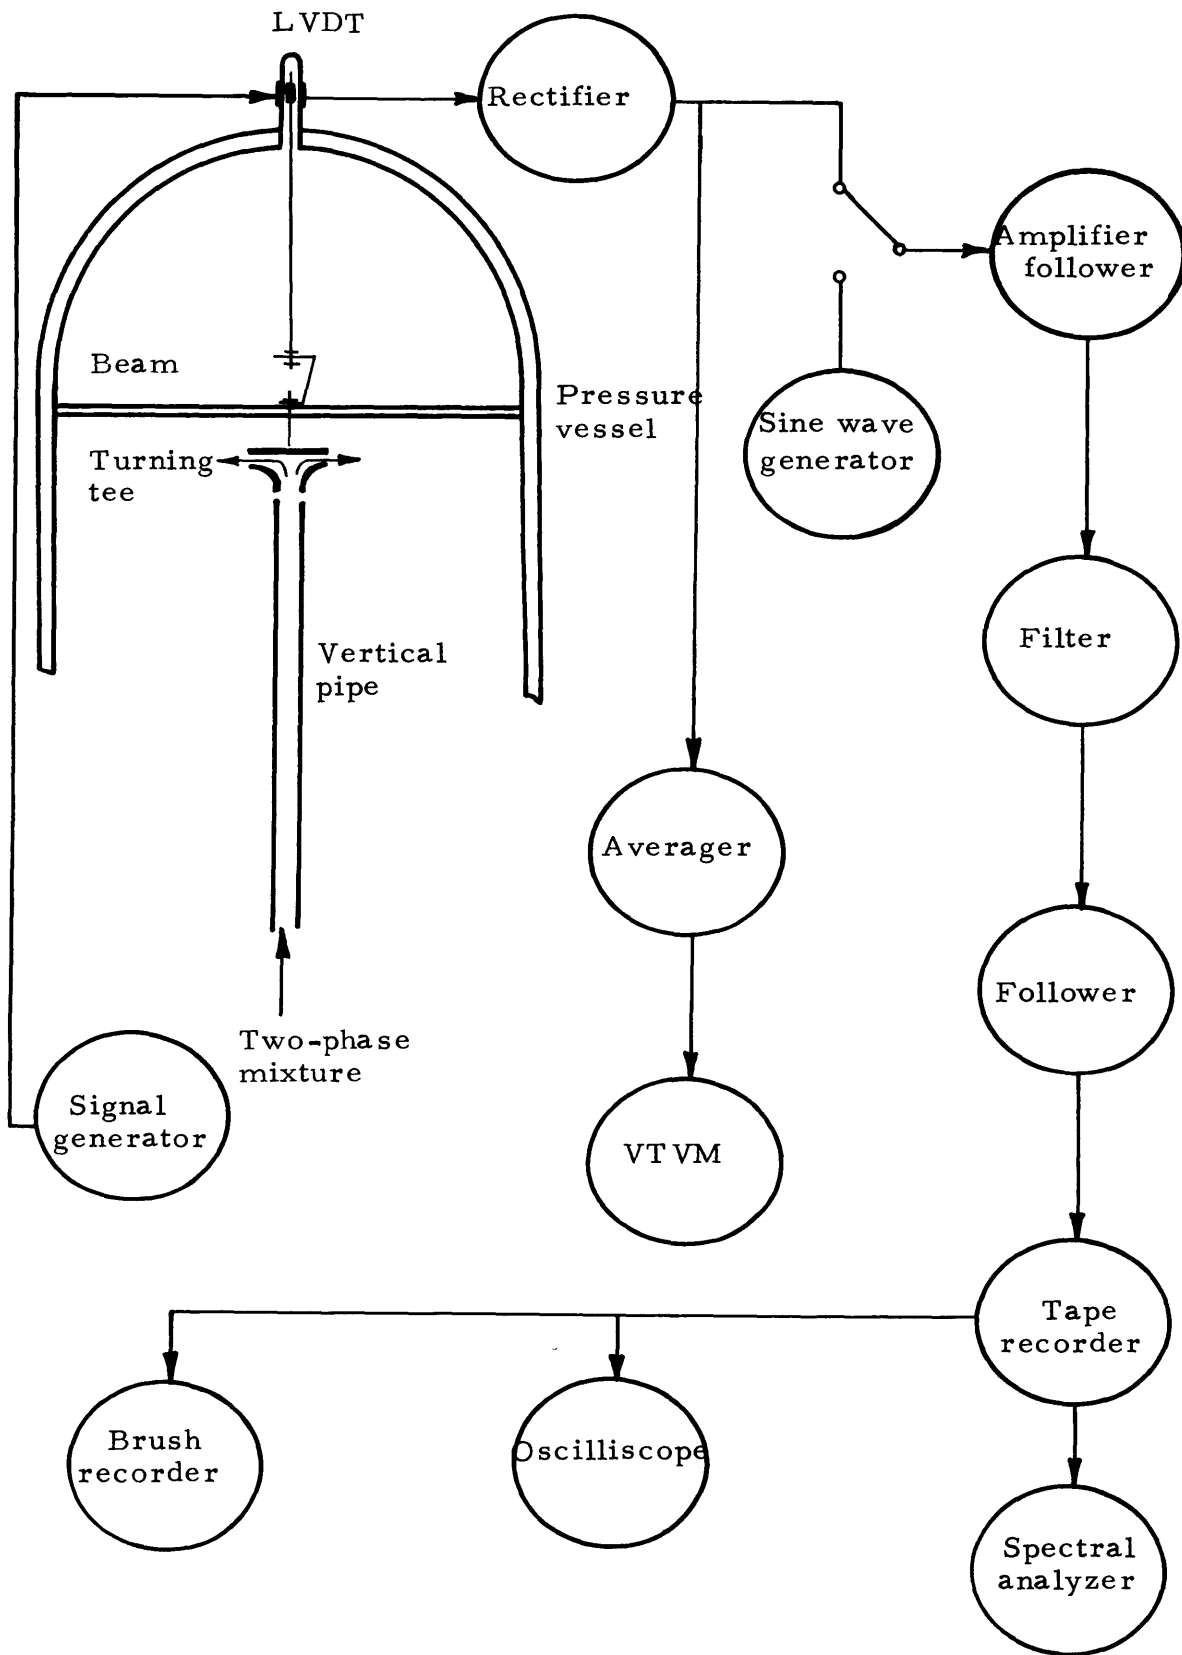 LVDT
Rectifier
Amplifier
follower
Beam
Pressure
vessel
Sine wave
generator
Turning
tee
Filter
Vertical
pipe
Averager
Follower
Two-phase
mixture
Signal
generator
VTVM
Tape
recorder
Brush
recorder
Oscilliscope
Spectral
analyzer